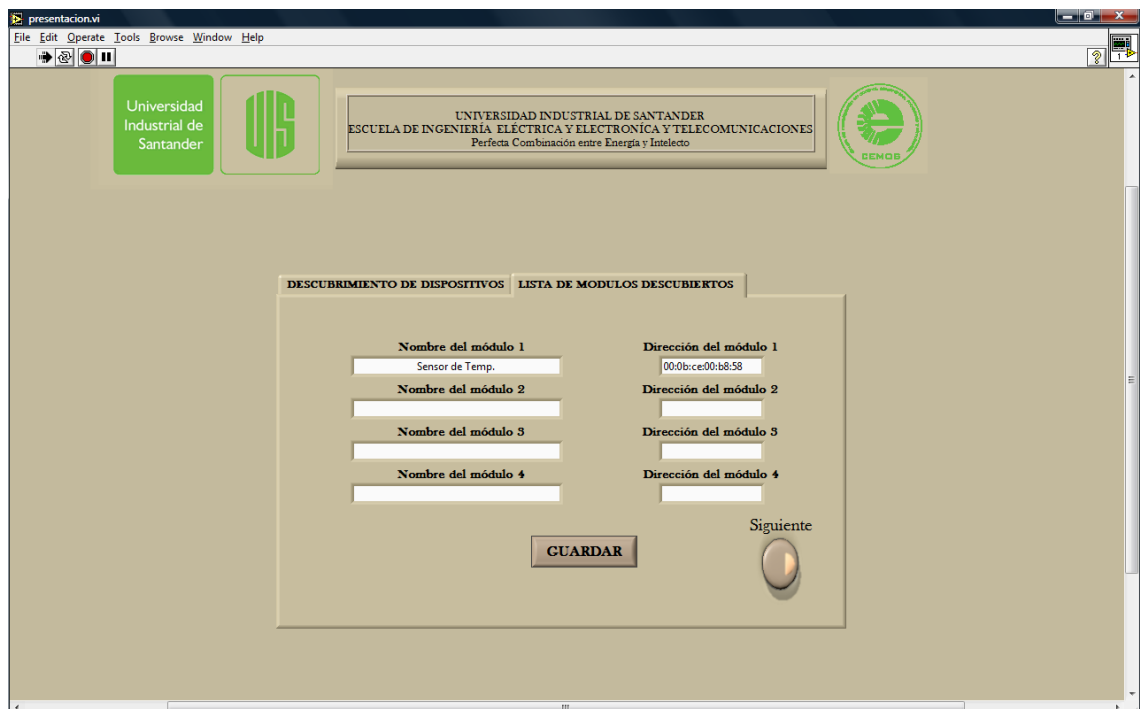 presentacion.vi
File Edit Operate Tools Browse Window Help
1
Universidad
Industrial de
Santander
UIS
UNIVERSIDAD INDUSTRIAL DE SANTANDER
ESCUELA DE INGENIERÍA ELÉCTRICA Y ELECTRONÍCA Y TELECOMUNICACIONES
Perfecta Combinación entre Energía y Intelecto
e
CEMOS
DESCUBRIMIENTO DE DISPOSITIVOS LISTA DE MODULOS DESCUBIERTOS
Nombre del módulo 1 Dirección del módulo 1
Sensor de Temp. 00:0b:ce:00:b8:58
Nombre del módulo 2 Dirección del módulo 2
Nombre del módulo 3 Dirección del módulo 3
Nombre del módulo 4 Dirección del módulo 4
Siguiente
GUARDAR